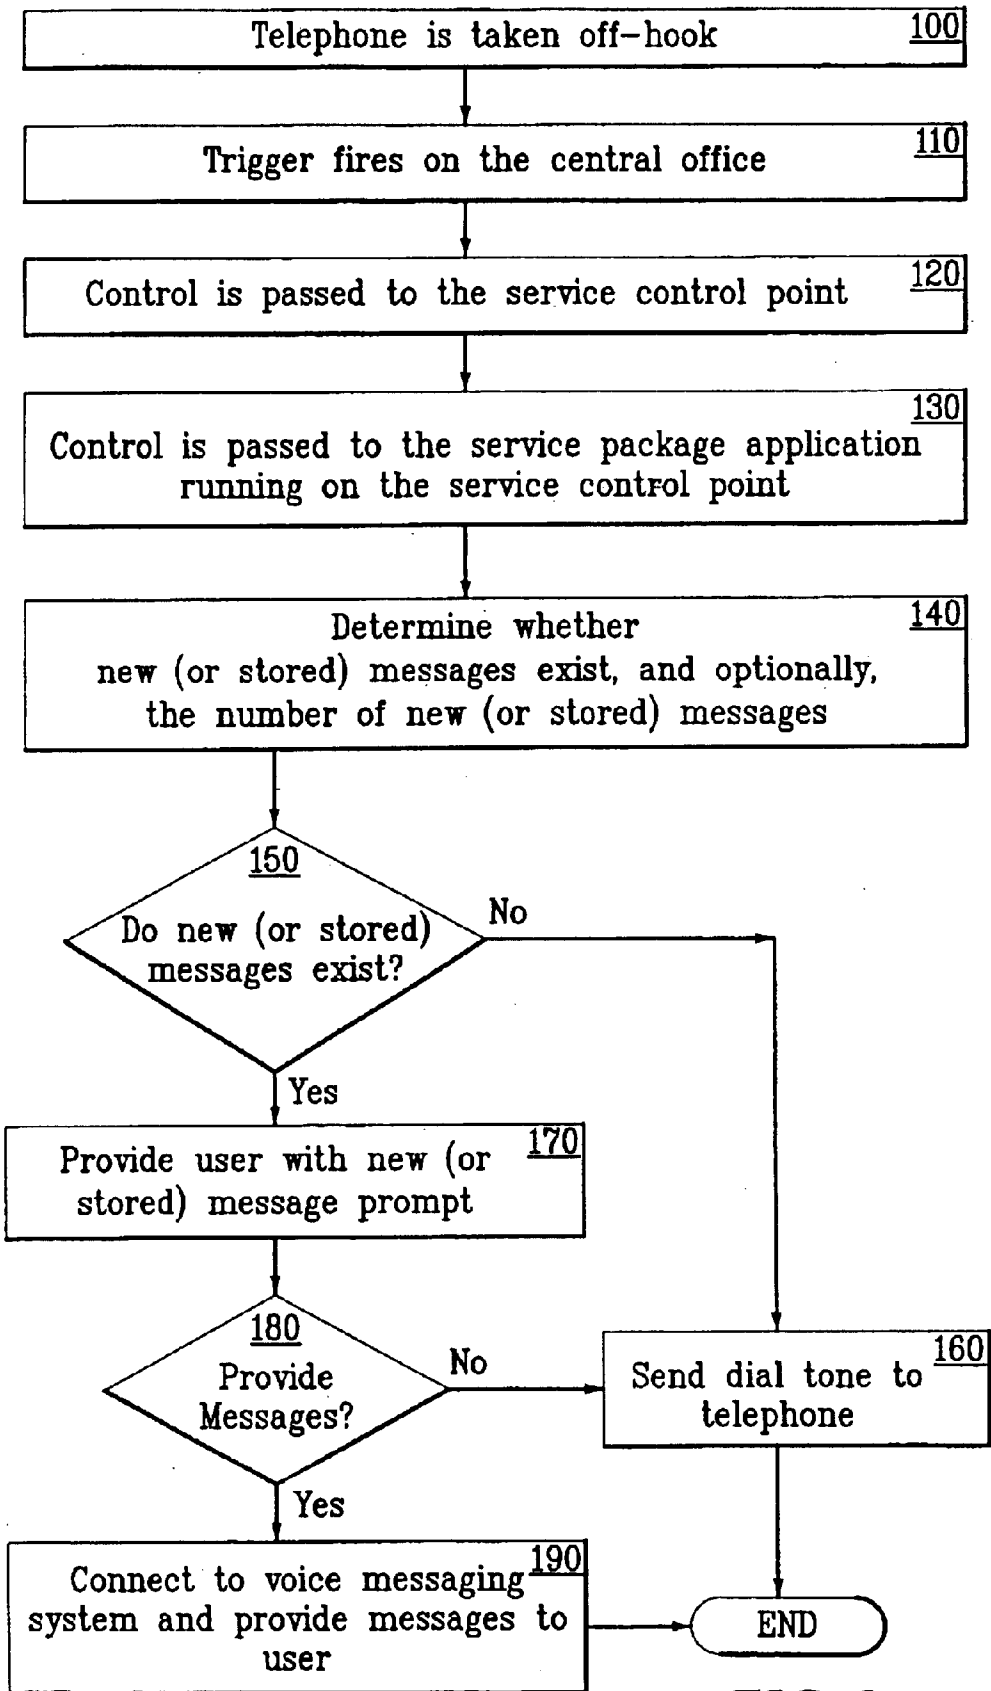 Telephone is taken off-hook
100
Trigger fires on the central office
110
Control is passed to the service control point
120
130
Control is passed to the service package application
running on the service control point
140
Determine whether
new (or stored) messages exist, and optionally,
the number of new (or stored) messages
150
Do new (or stored)
messages exist?
No
Yes
170
Provide user with new (or
stored) message prompt
180
Provide
Messages?
No
Yes
160
Send dial tone to
telephone
190
Connect to voice messaging
system and provide messages to
user
END